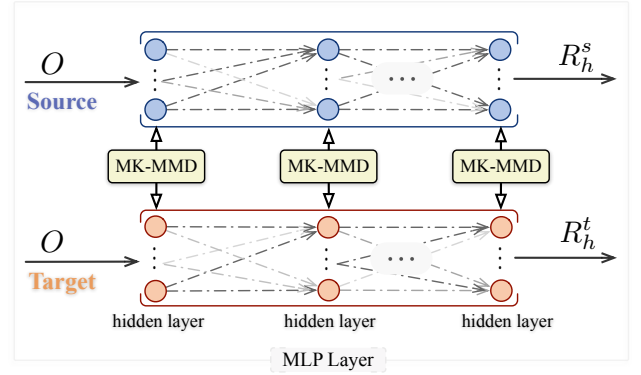 O
Source
R_h^s
MK-MMD MK-MMD MK-MMD
O
Target
R_h^t
hidden layer hidden layer hidden layer
MLP Layer